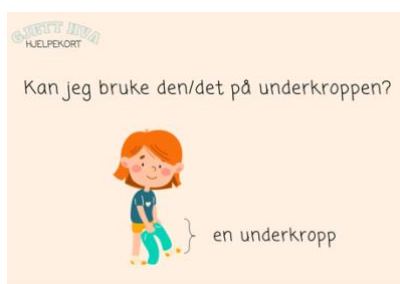 GJETT HVA
HJELPEKORT
Kan jeg bruke den/det på underkroppen?
en underkropp